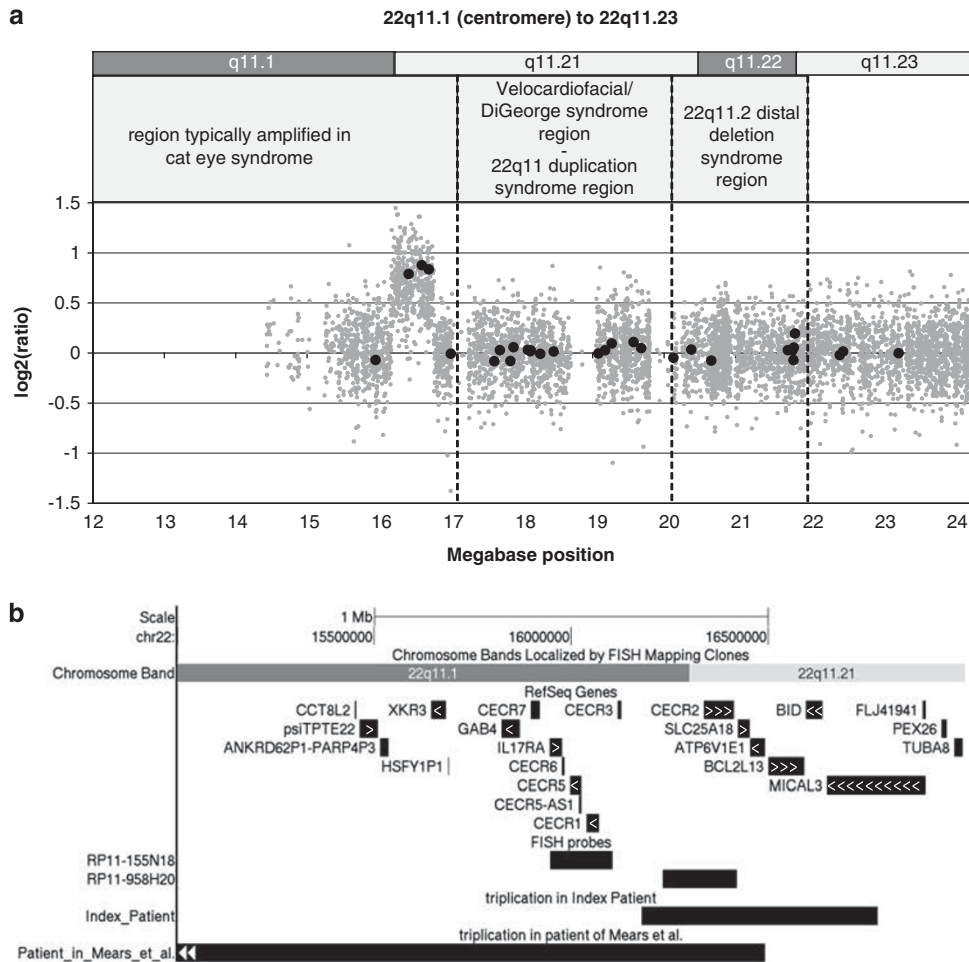 a
22q11.1 (centromere) to 22q11.23
q11.1 q11.21 q11.22 q11.23
region typically amplified in
cat eye syndrome
Velocardiofacial/
DiGeorge syndrome
region
-
22q11 duplication
syndrome region
22q11.2 distal
deletion
syndrome
region
log2(ratio)
1.5
1
0.5
0
-0.5
-1
-1.5
12 13 14 15 16 17 18 19 20 21 22 23 24
Megabase position
b
Scale 1 Mb
chr22: 15500000 16000000 16500000
Chromosome Bands Localized by FISH Mapping Clones
Chromosome Band 22q11.1 22q11.21
RefSeq Genes
CCT8L2 XKR3 < CECR7 CECR3 CECR2 >>> BID << FLJ41941
psiTPTE22 > GAB4 < SLC25A18 > PEX26
ANKRD62P1-PARP4P3 IL17RA > ATP6V1E1 < TUBA8
HSFY1P1 CECR6 BCL2L13 >>>
CECR5 < MICAL3 <<<<<<<<<<
CECR5-AS1
CECR1 <
FISH probes
RP11-155N18
RP11-958H20
triplication in Index Patient
Index_Patient
triplication in patient of Mears et al.
Patient_in_Mears_et_al.